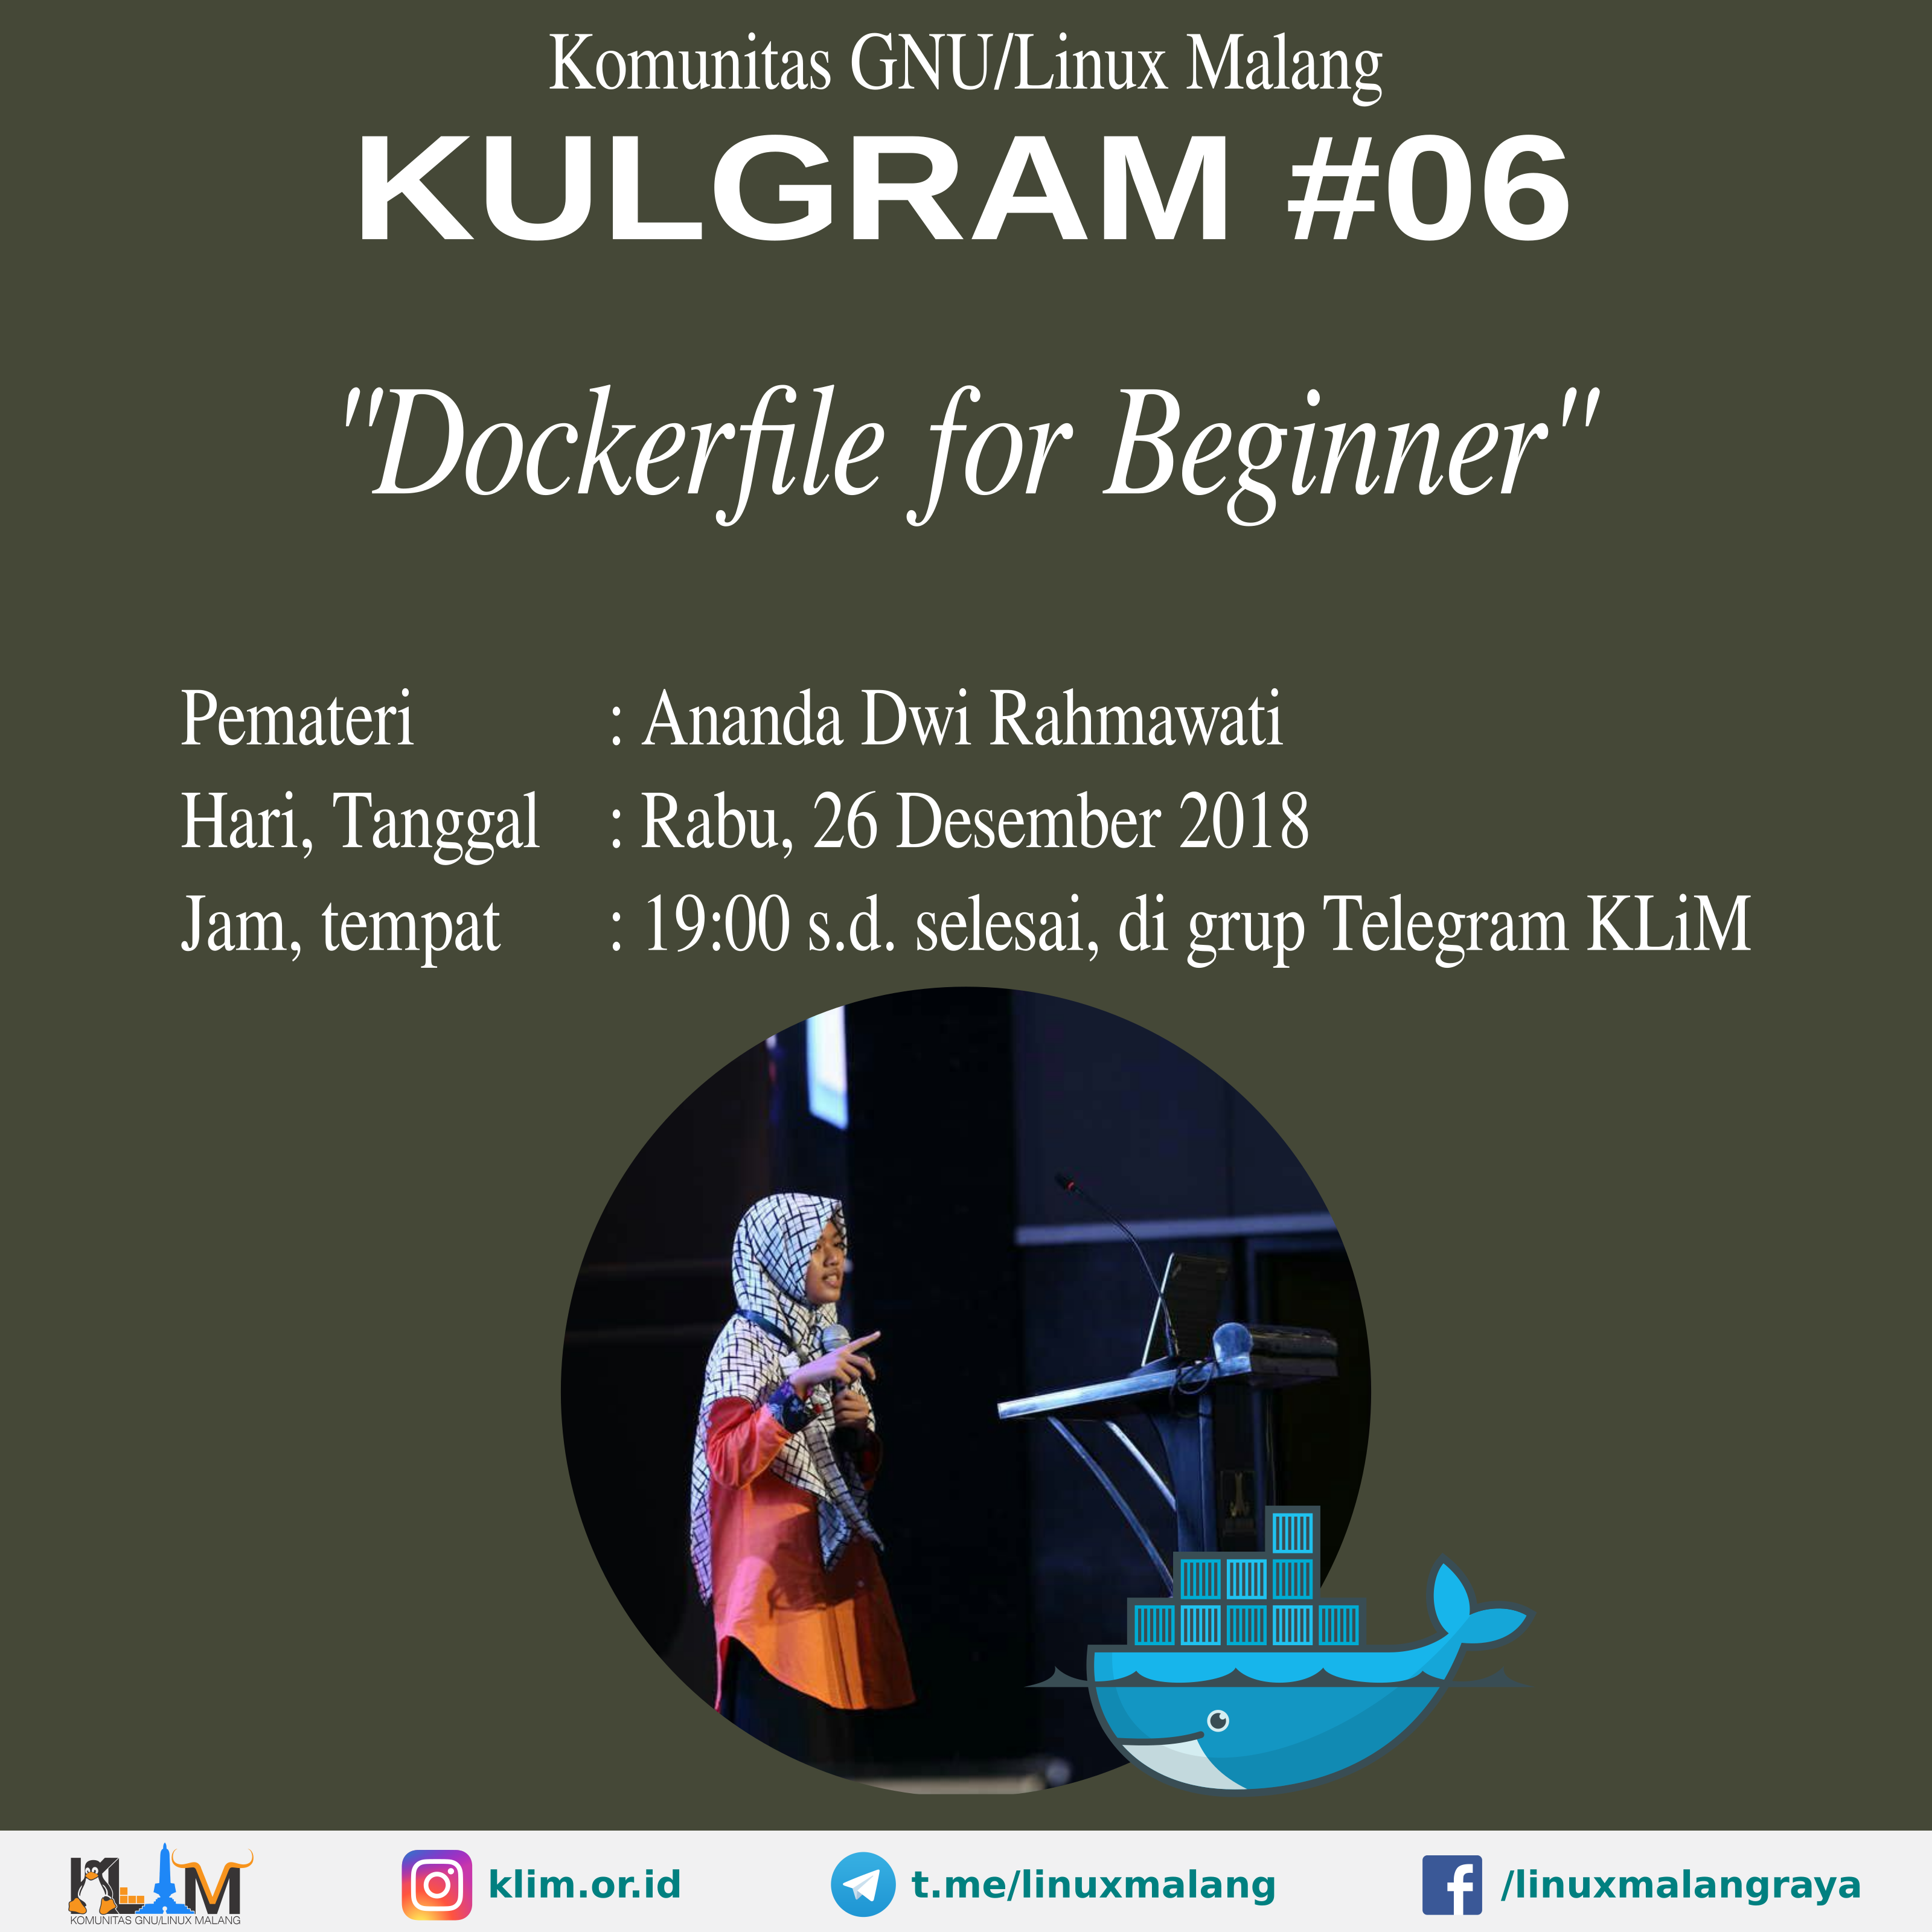 Komunitas GNU/Linux Malang
KULGRAM #06
"Dockerfile for Beginner"
Pemateri : Ananda Dwi Rahmawati
Hari, Tanggal : Rabu, 26 Desember 2018
Jam, tempat : 19:00 s.d. selesai, di grup Telegram KLiM
KLiM
KOMUNITAS GNU/LINUX MALANG
klim.or.id
t.me/linuxmalang
/linuxmalangraya